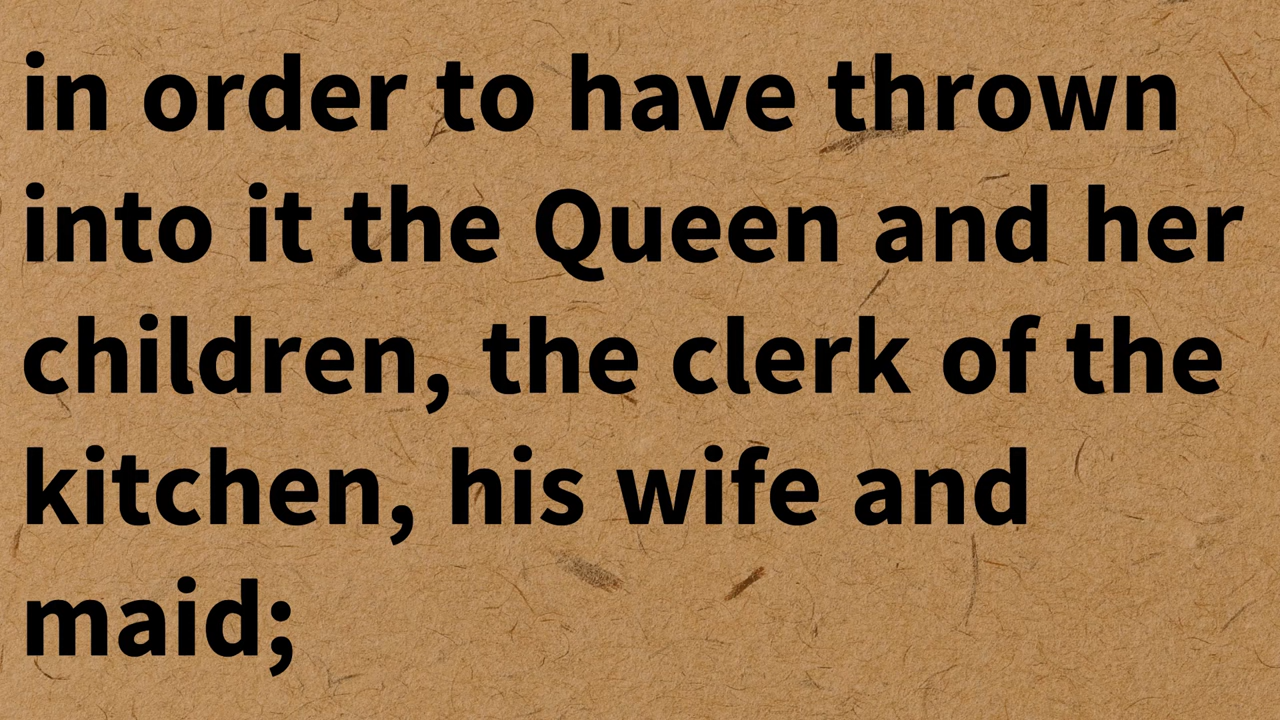 in order to have thrown
into it the Queen and her
children, the clerk of the
kitchen, his wife and
maid;